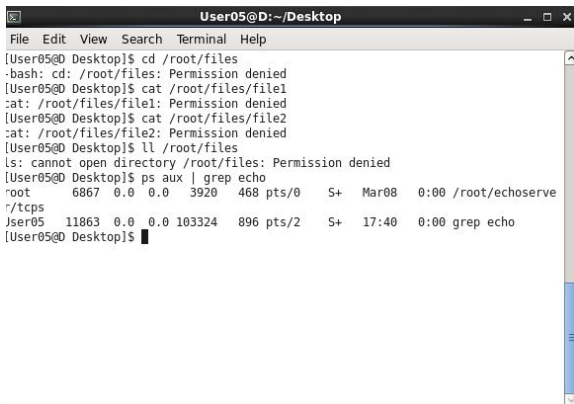 User05@D:~/Desktop
File Edit View Search Terminal Help
[User05@D Desktop]$ cd /root/files
-bash: cd: /root/files: Permission denied
[User05@D Desktop]$ cat /root/files/file1
cat: /root/files/file1: Permission denied
[User05@D Desktop]$ cat /root/files/file2
cat: /root/files/file2: Permission denied
[User05@D Desktop]$ ll /root/files
ls: cannot open directory /root/files: Permission denied
[User05@D Desktop]$ ps aux | grep echo
root 6867 0.0 0.0 3920 468 pts/0 S+ Mar08 0:00 /root/echoserve
r/tcps
User05 11863 0.0 0.0 103324 896 pts/2 S+ 17:40 0:00 grep echo
[User05@D Desktop]$